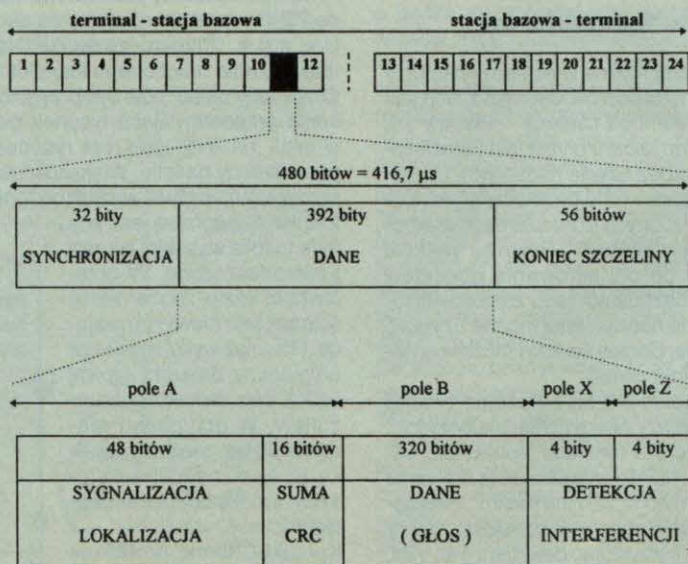 terminal - stacja bazowa stacja bazowa - terminal
1 2 3 4 5 6 7 8 9 10 12 13 14 15 16 17 18 19 20 21 22 23 24
480 bitów = 416,7 µs
32 bity 392 bity 56 bitów
SYNCHRONIZACJA DANE KONIEC SZCZELINY
pole A pole B pole X pole Z
48 bitów 16 bitów 320 bitów 4 bity 4 bity
SYGNALIZACJA SUMA DANE DETEKCJA
LOKALIZACJA CRC ( GŁOS ) INTERFERENCJI